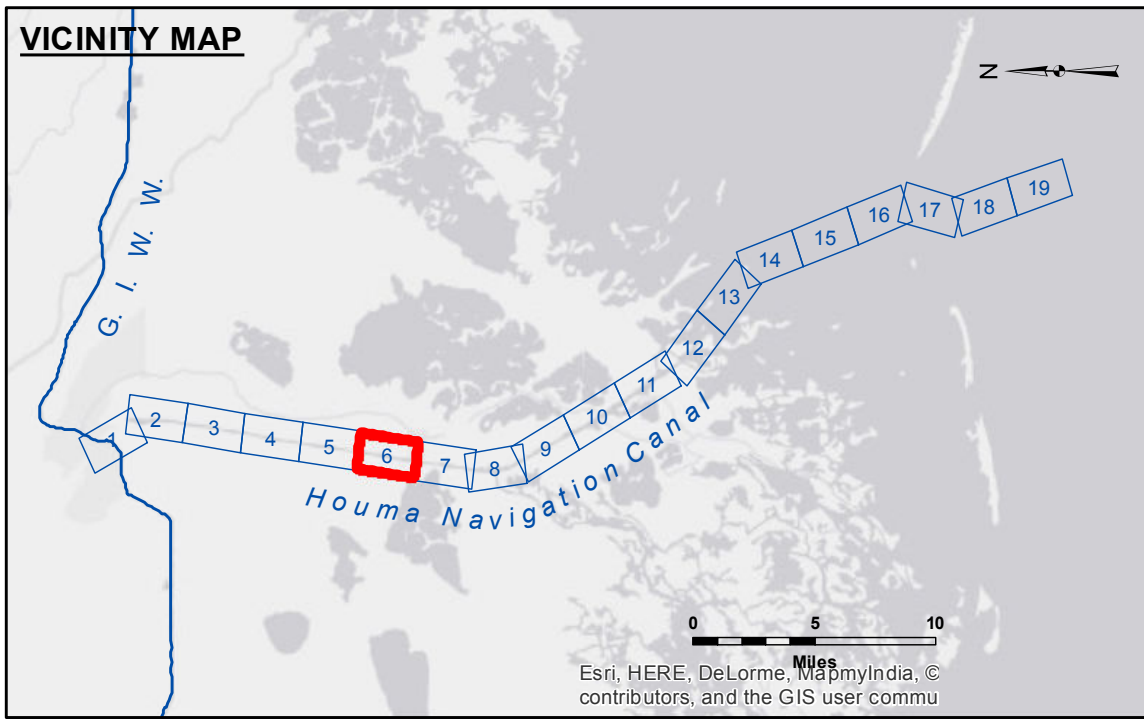 VICINITY MAP
N
G. I. W. W.
1
2
3
4
5
6
7
8
9
10
11
12
13
14
15
16
17
18
19
Houma Navigation Canal
0 5 10
Miles
Esri, HERE, DeLorme, MapmyIndia, ©
contributors, and the GIS user commu